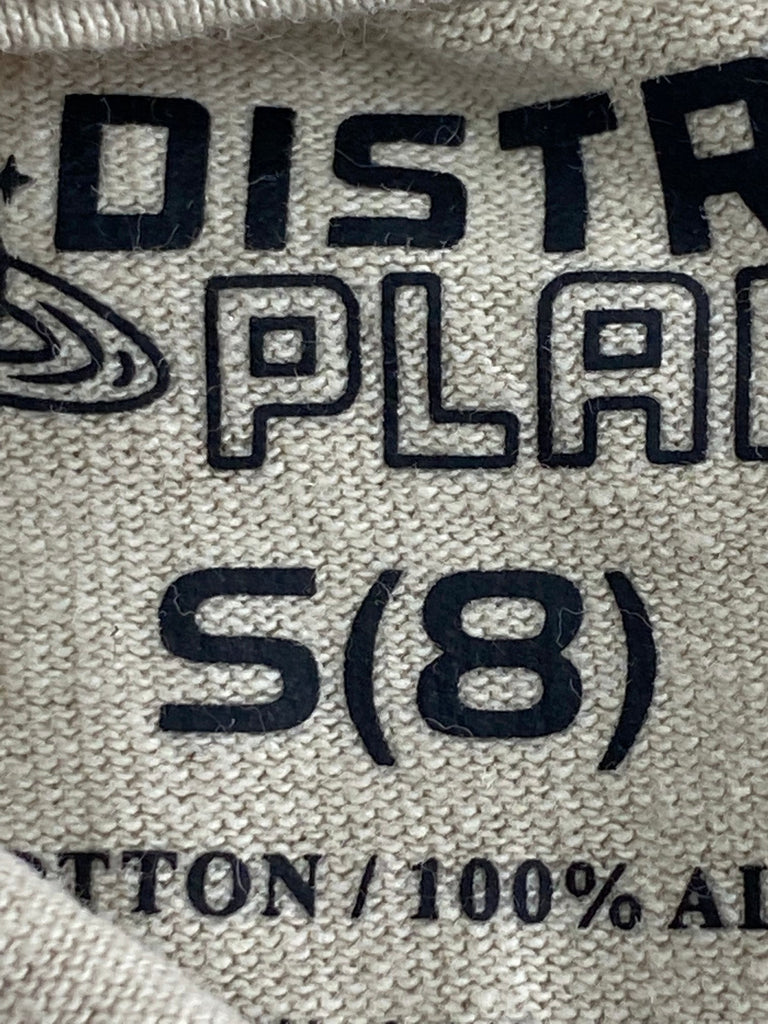 DISTR
PLA
S(8)
TTON / 100% AL